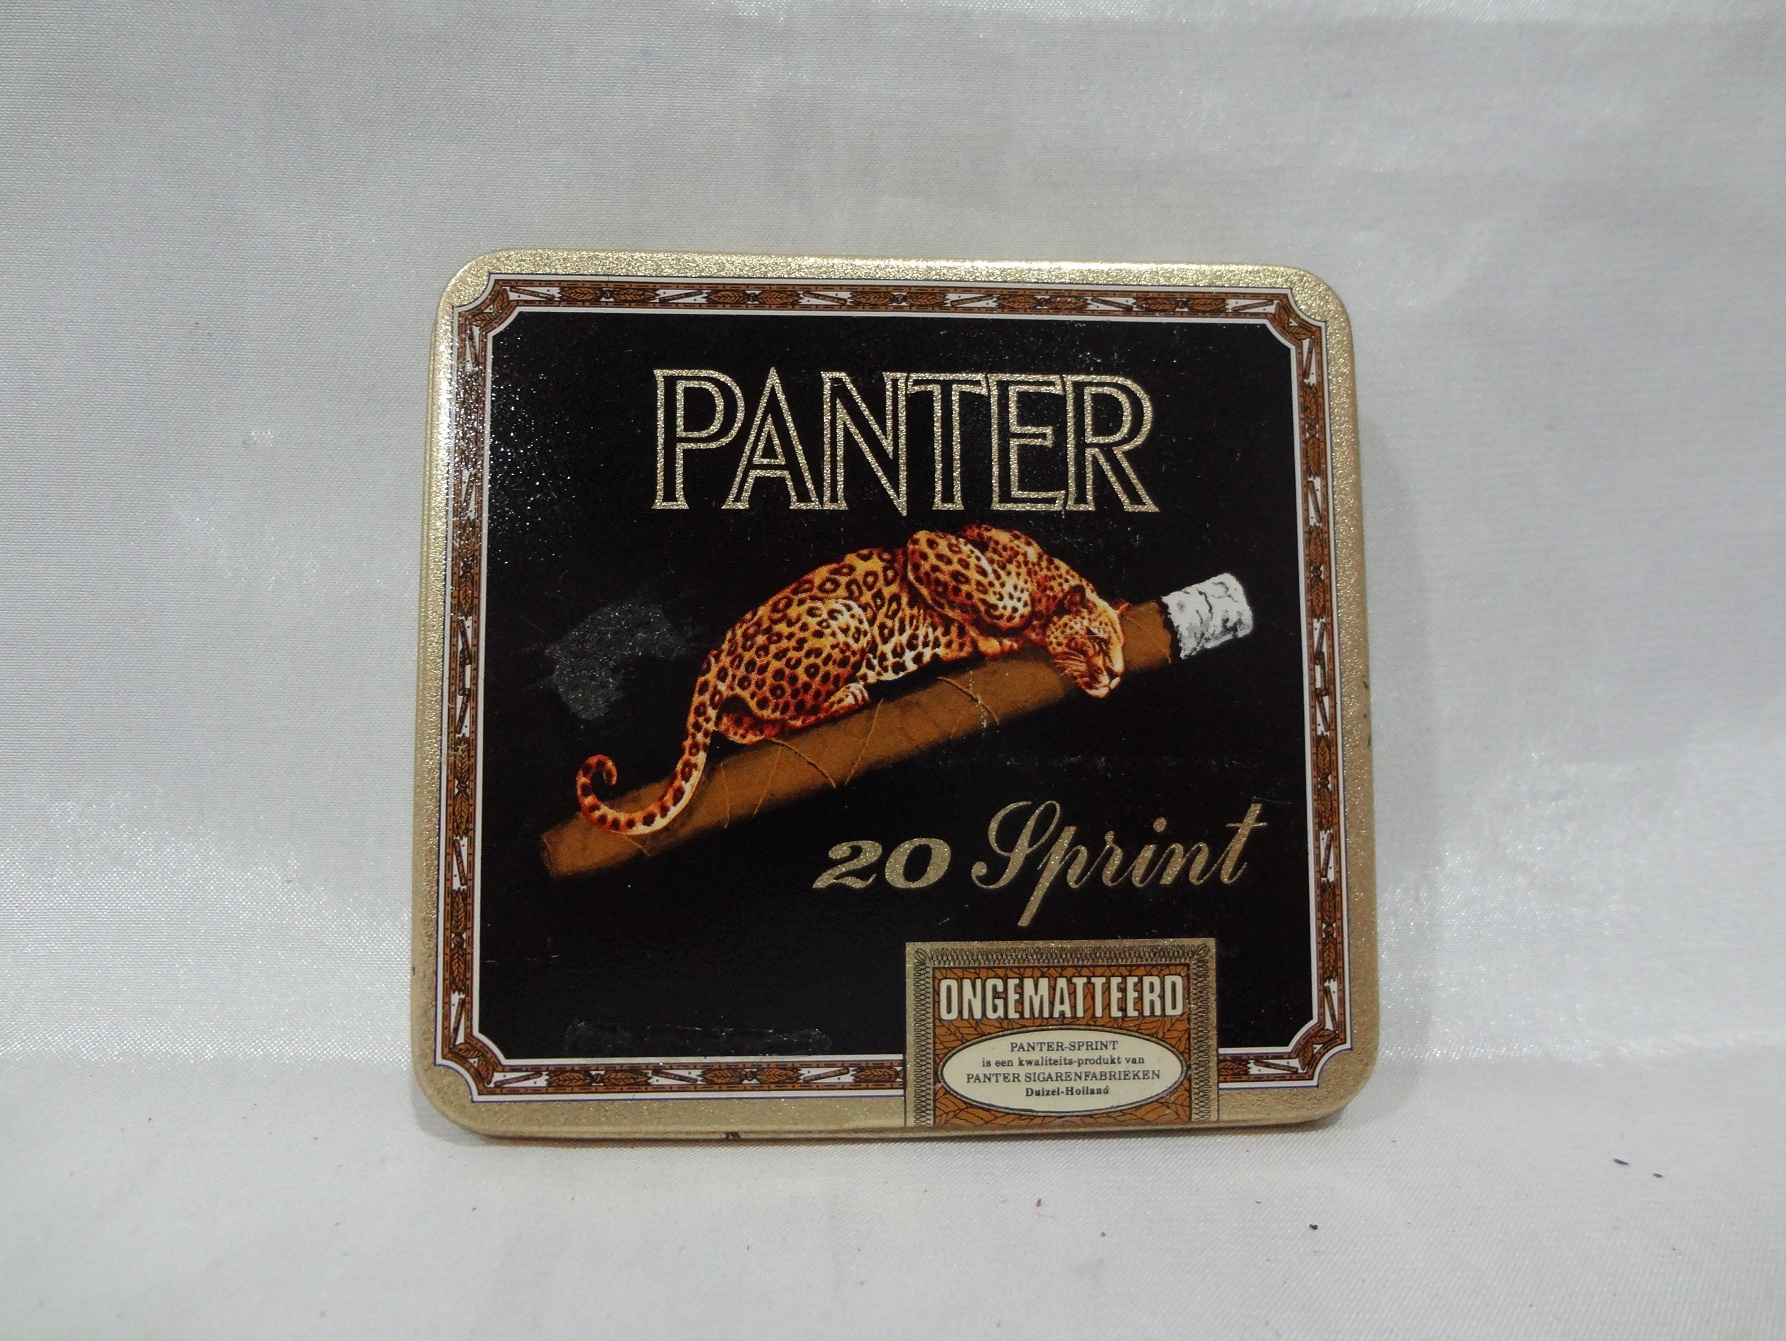 PANTER
20 Sprint
ONGEMATTEERD
PANTER-SPRINT
is een kwaliteits-produkt van
PANTER SIGARENFABRIEKEN
Duizel-Holland